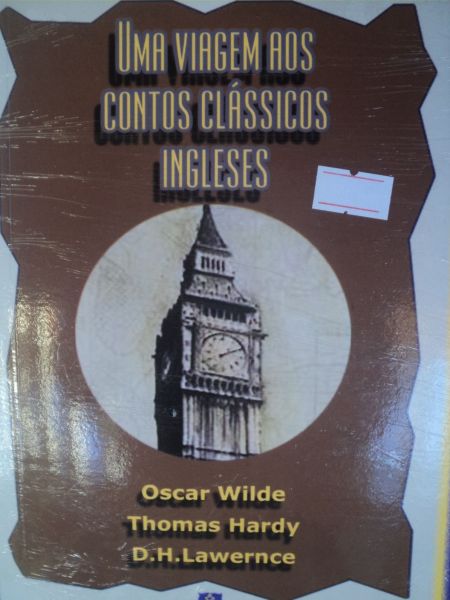 UMA VIAGEM AOS
CONTOS CLÁSSICOS
INGLESES
Oscar Wilde
Thomas Hardy
D.H.Lawernce